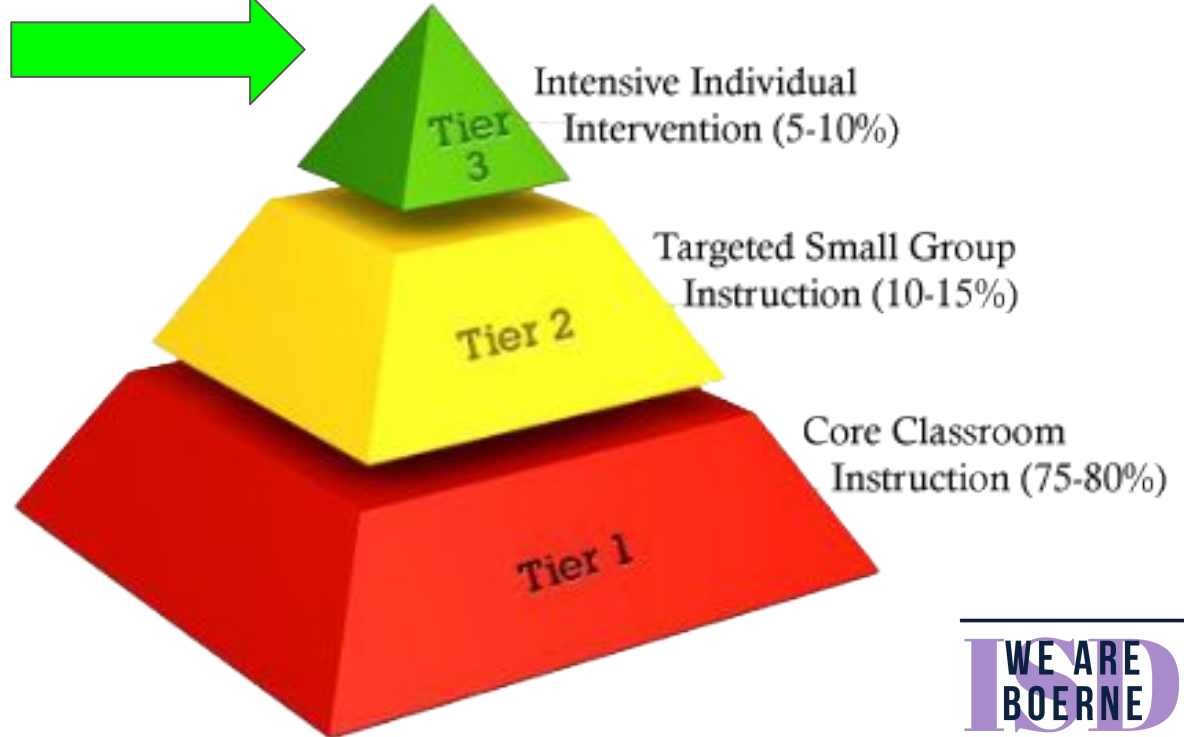 Intensive Individual
Intervention (5-10%)
Tier
3
Targeted Small Group
Instruction (10-15%)
Tier 2
Core Classroom
Instruction (75-80%)
Tier 1
ISD
WE ARE
BOERNE